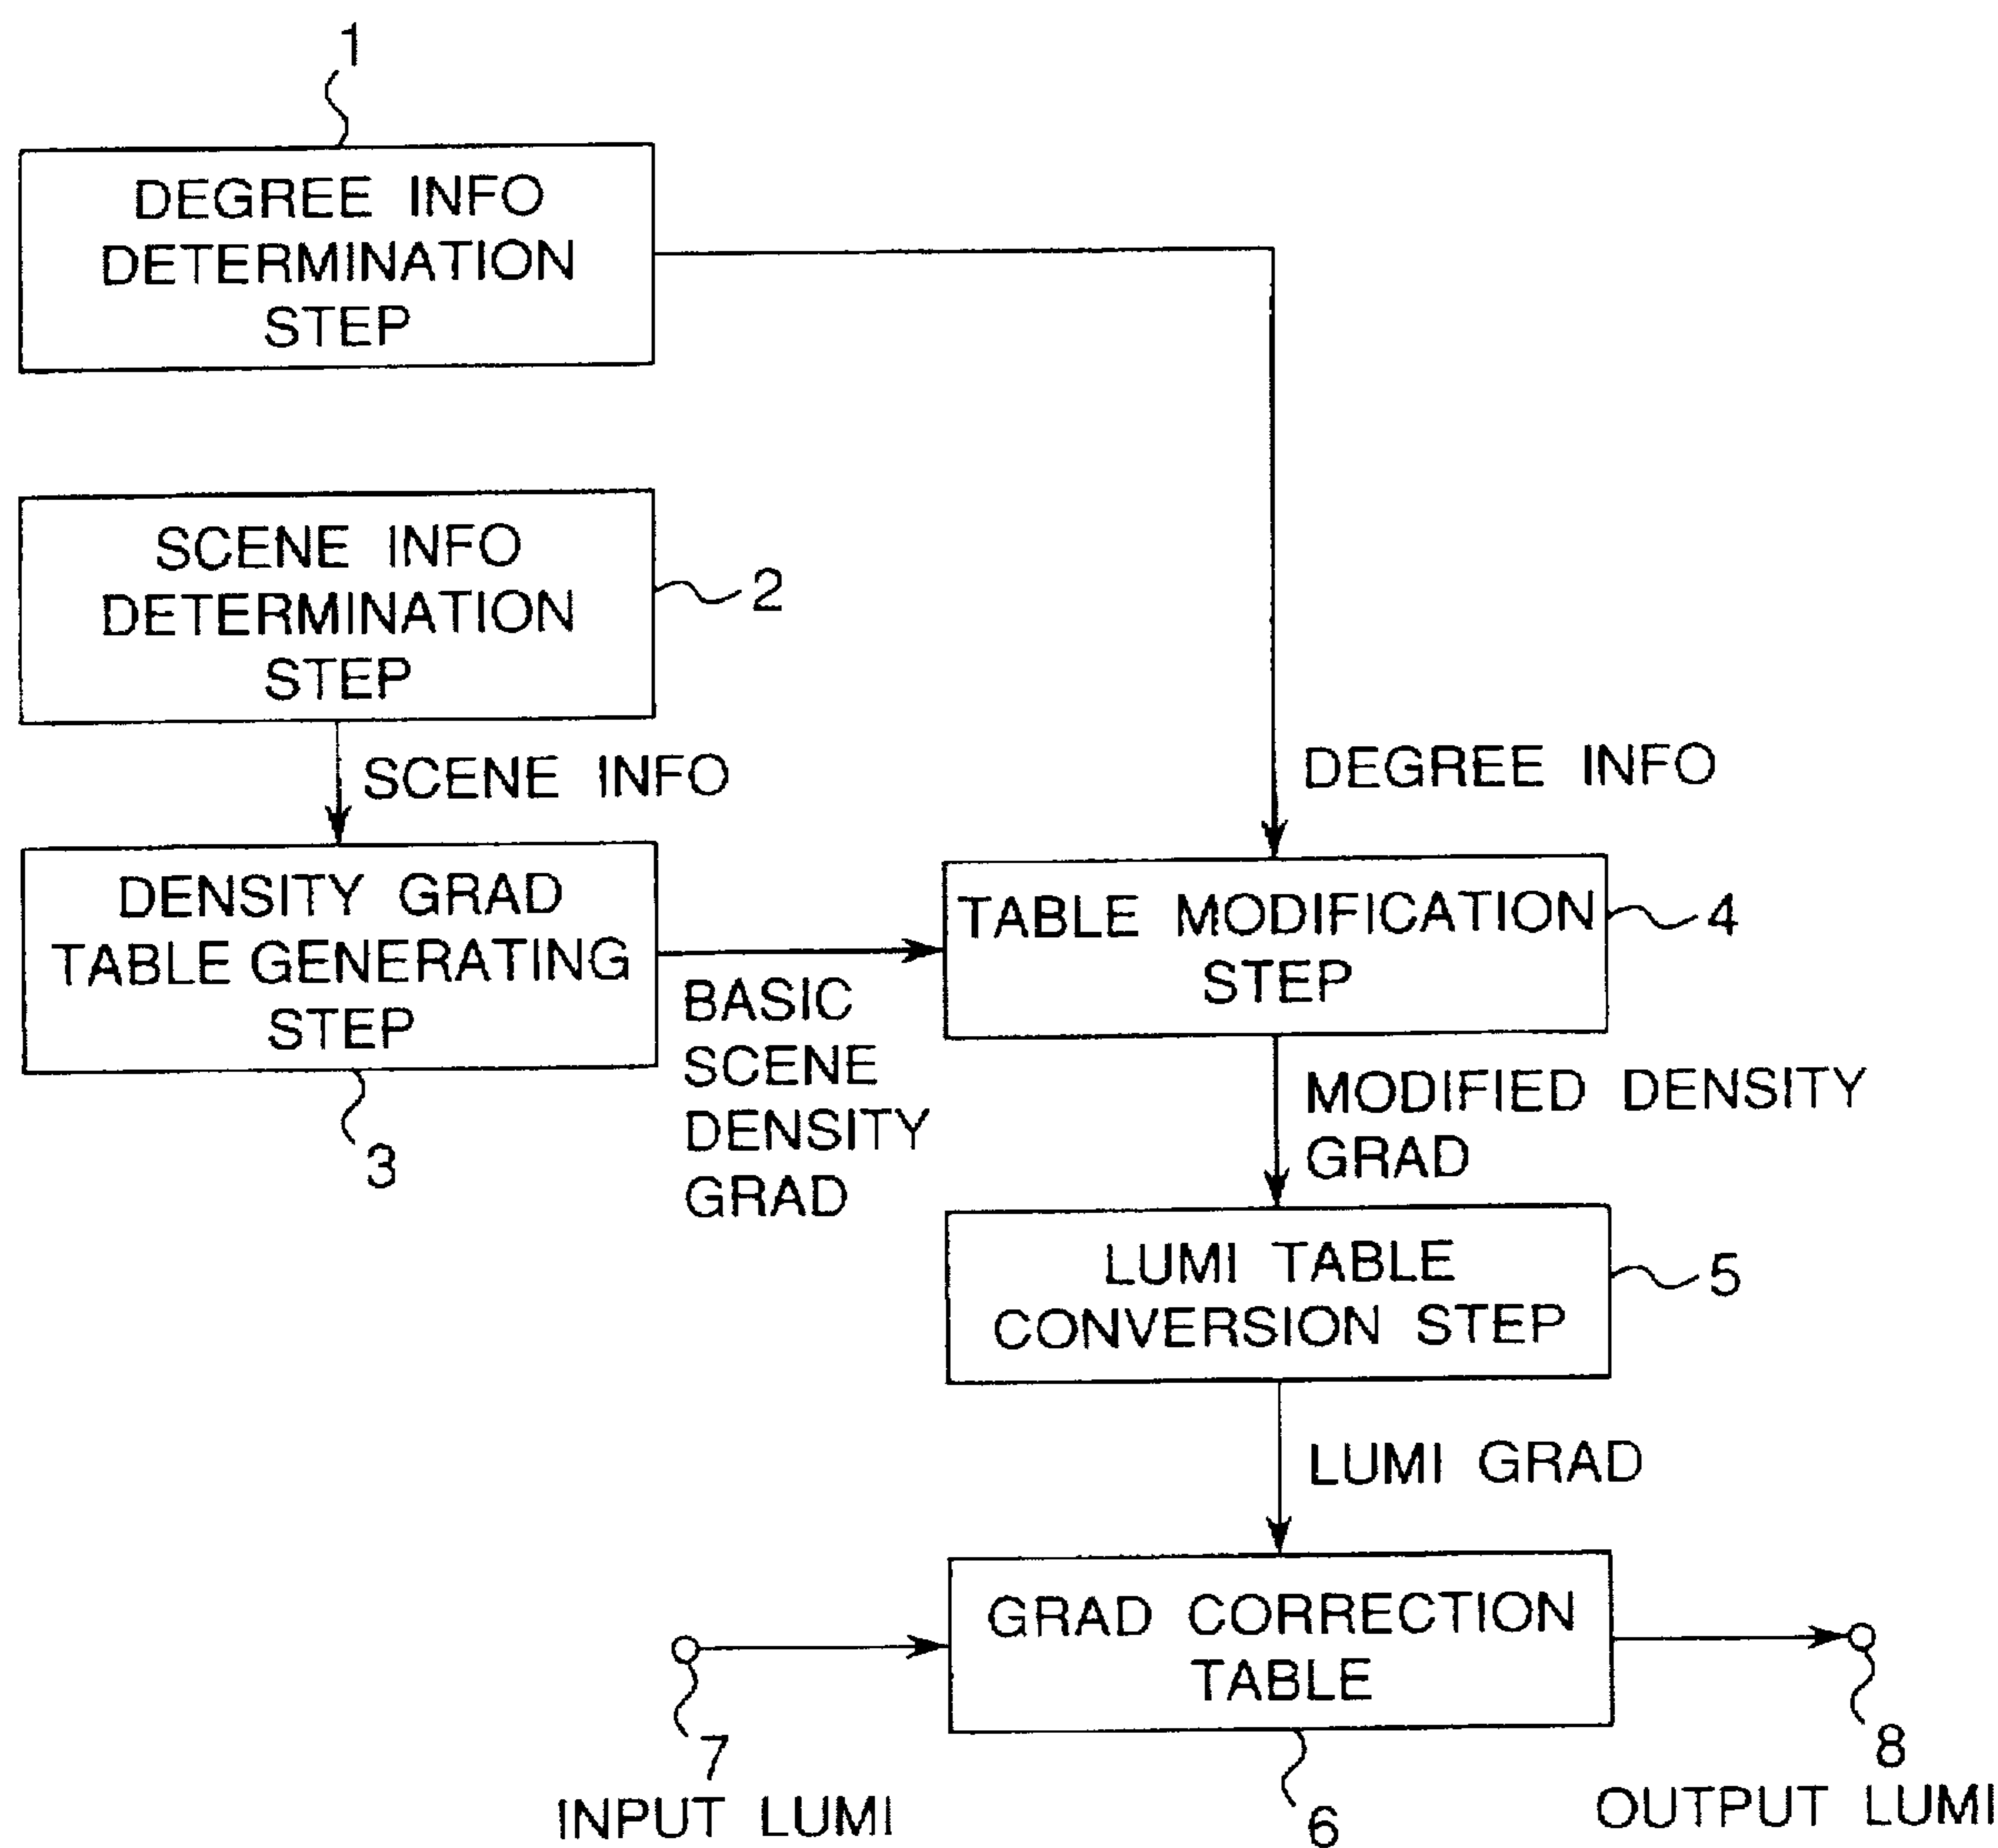 1
DEGREE INFO
DETERMINATION
STEP
SCENE INFO
DETERMINATION
STEP
2
SCENE INFO
DEGREE INFO
DENSITY GRAD
TABLE GENERATING
STEP
3
BASIC
SCENE
DENSITY
GRAD
TABLE MODIFICATION
STEP
4
MODIFIED DENSITY
GRAD
LUMI TABLE
CONVERSION STEP
5
LUMI GRAD
GRAD CORRECTION
TABLE
6
7
INPUT LUMI
8
OUTPUT LUMI